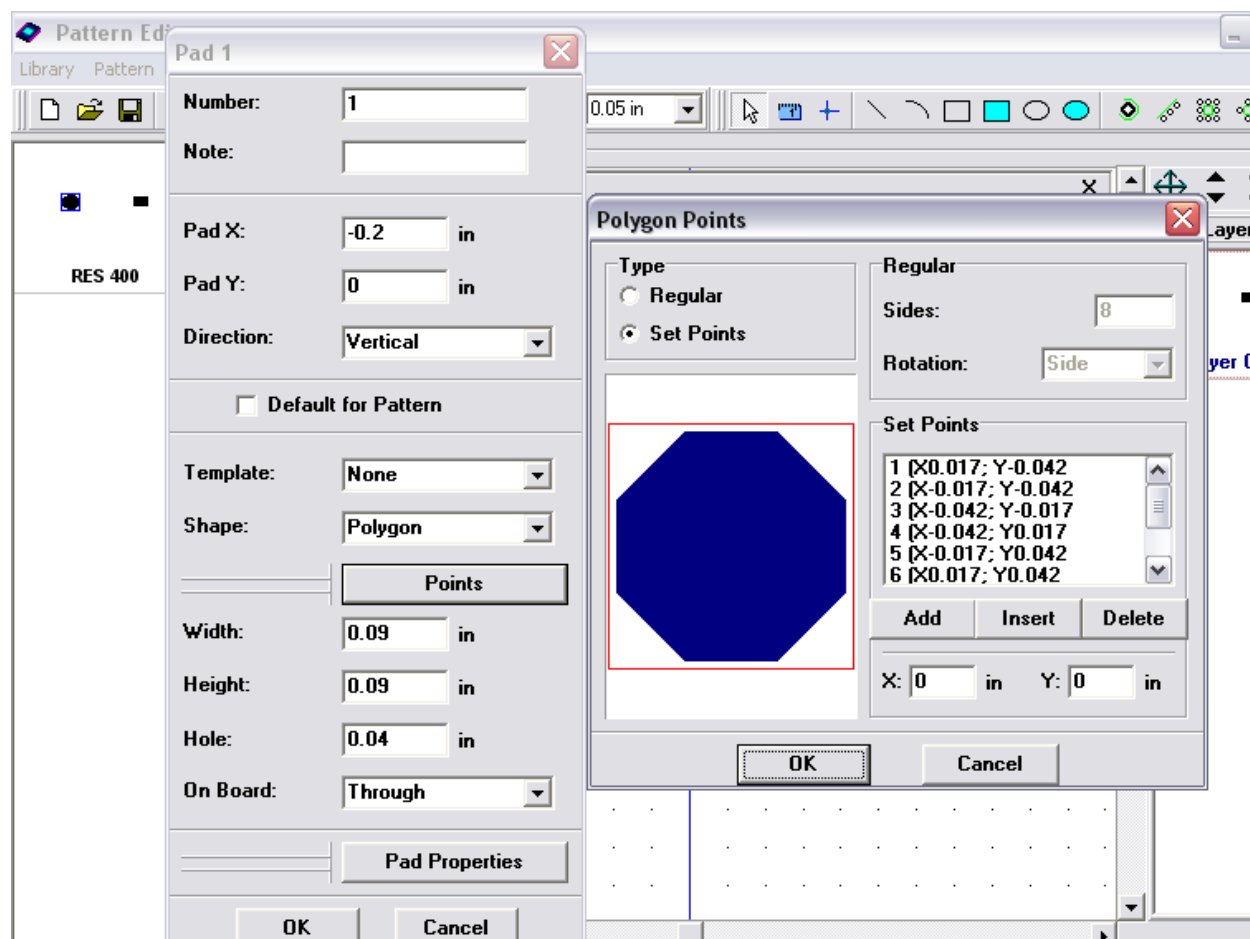 Pattern Edi
Library Pattern
0.05 in
RES 400
Pad 1
Number: 1
Note:
Pad X: -0.2 in
Pad Y: 0 in
Direction: Vertical
Default for Pattern
Template: None
Shape: Polygon
Points
Width: 0.09 in
Height: 0.09 in
Hole: 0.04 in
On Board: Through
Pad Properties
OK Cancel
X
Polygon Points
Type
Regular
Set Points
Regular
Sides: 8
Rotation: Side
Set Points
1 (X0.017; Y-0.042
2 (X-0.017; Y-0.042
3 (X-0.042; Y-0.017
4 (X-0.042; Y0.017
5 (X-0.017; Y0.042
6 (X0.017; Y0.042
Add Insert Delete
X: 0 in Y: 0 in
OK Cancel